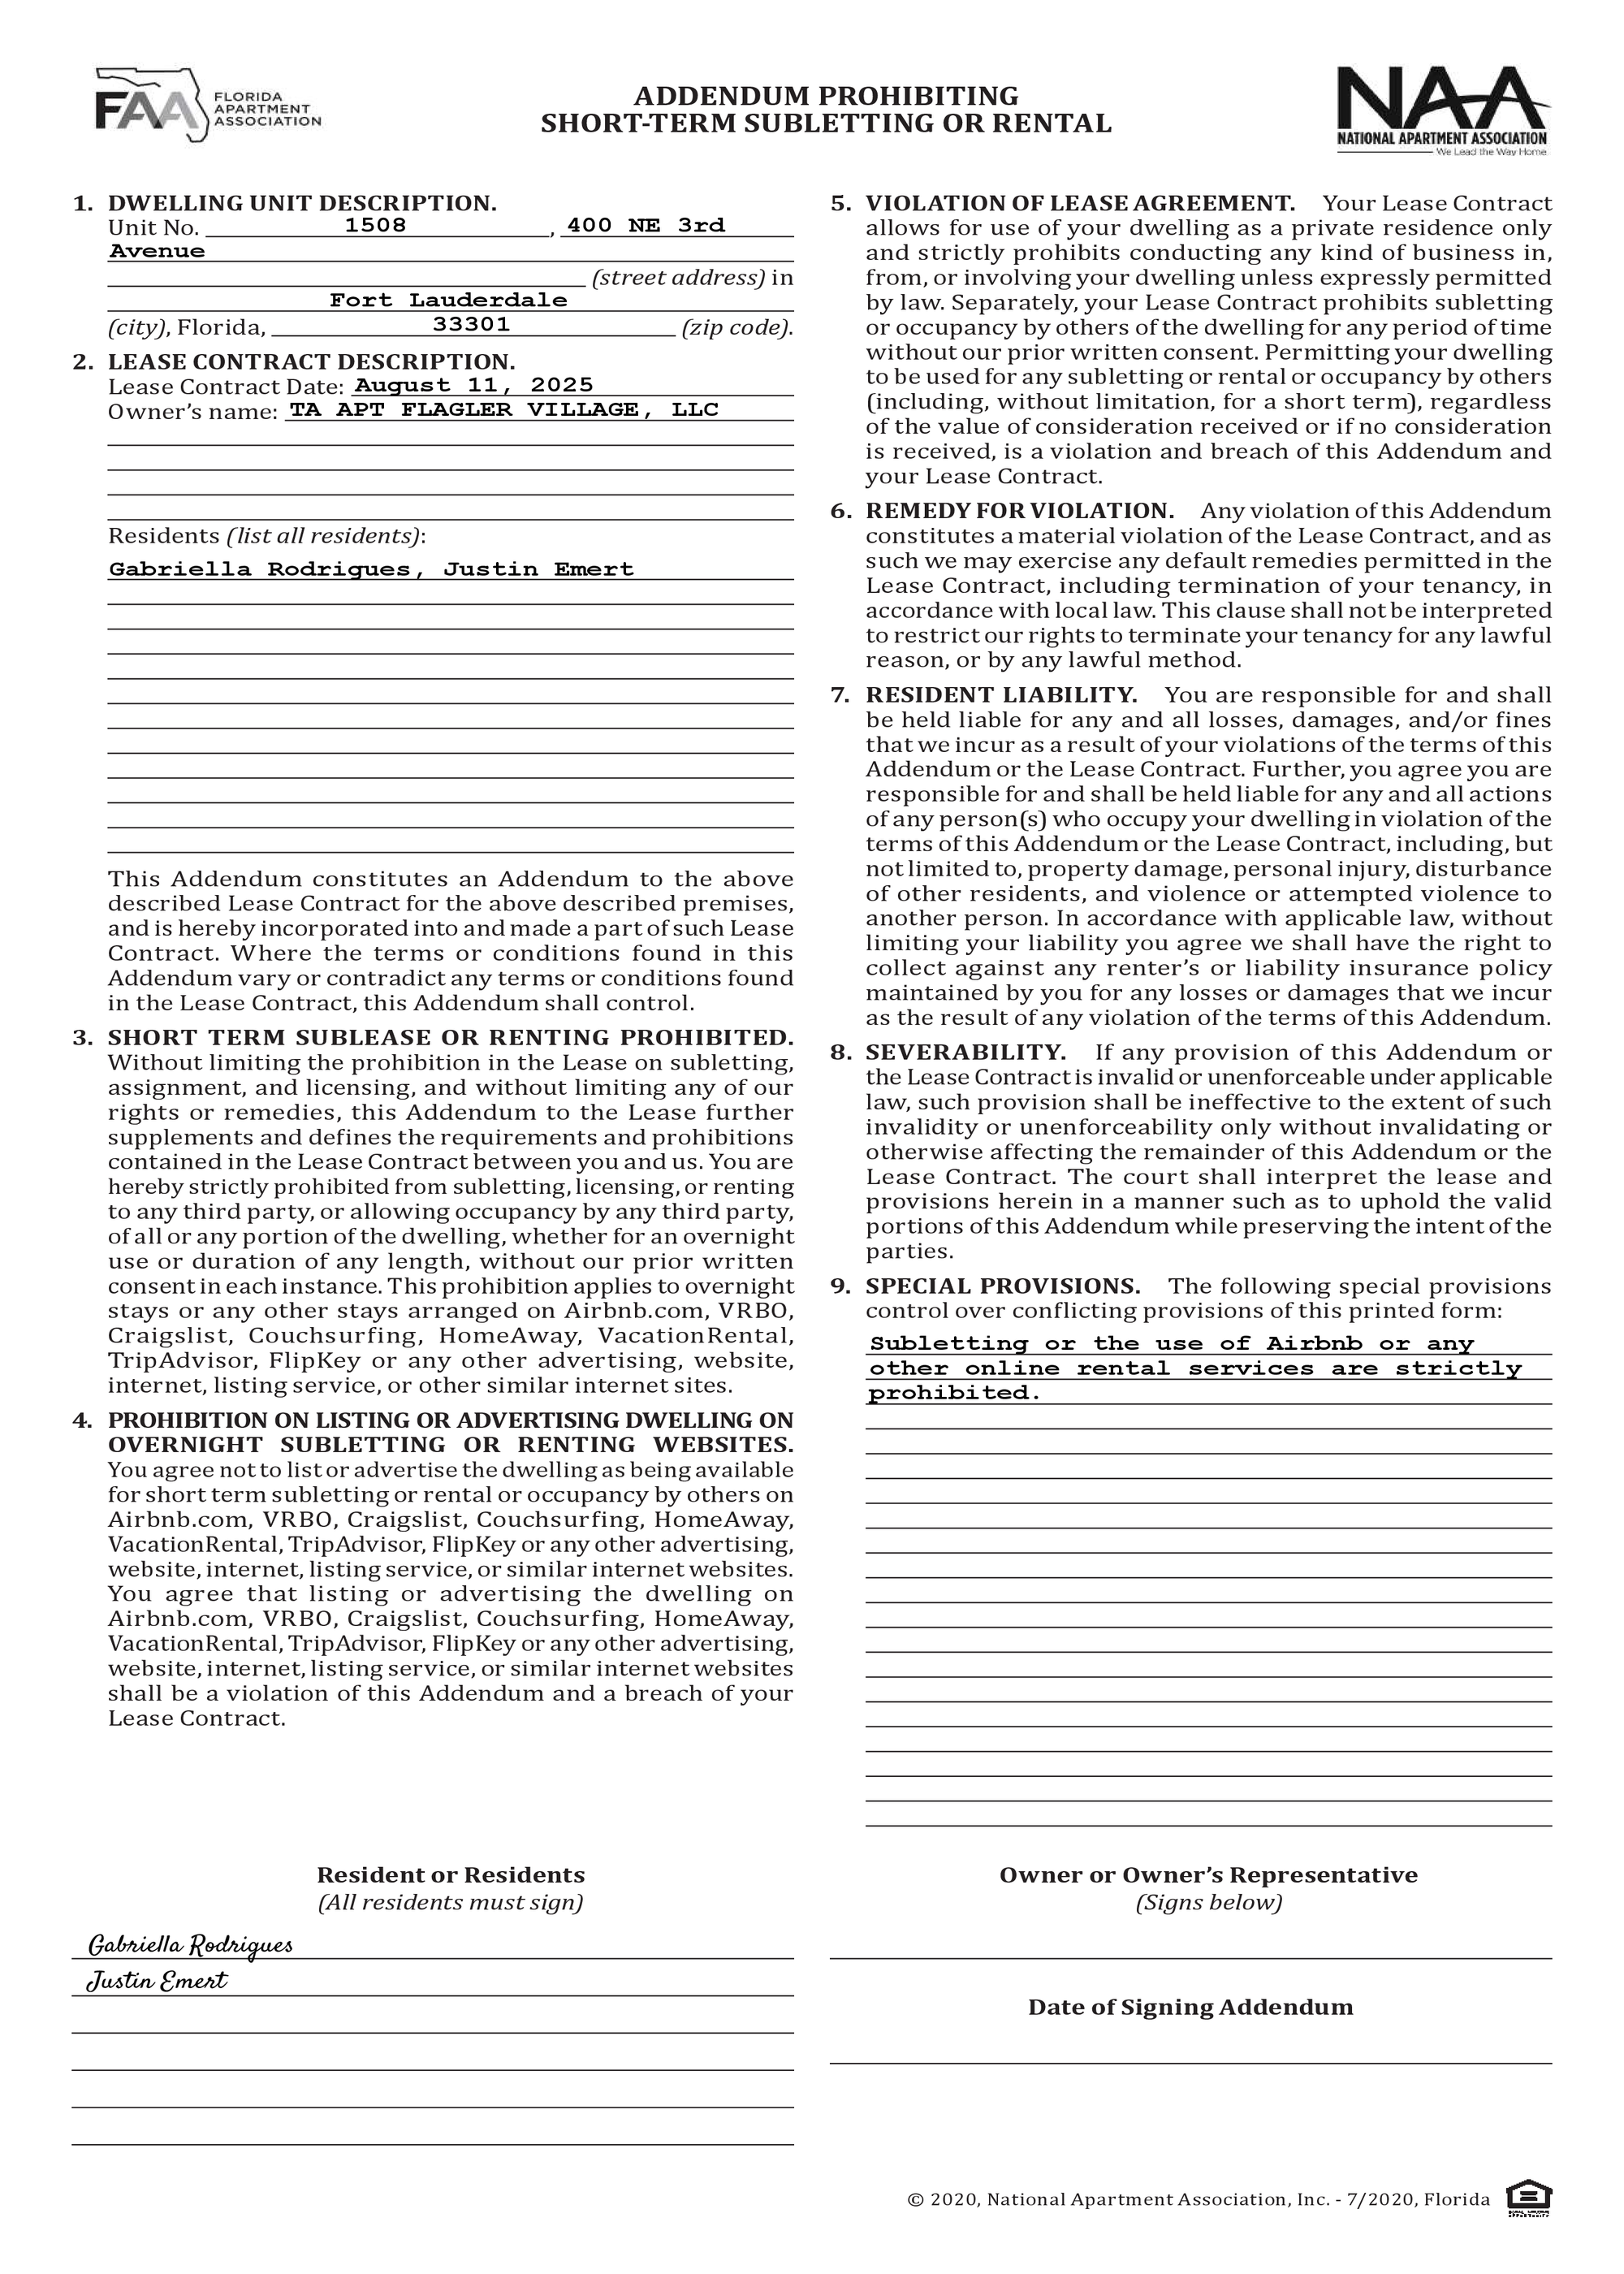 FAA FLORIDA
APARTMENT
ASSOCIATION
ADDENDUM PROHIBITING
SHORT-TERM SUBLETTING OR RENTAL
NAA
NATIONAL APARTMENT ASSOCIATION
We Lead the Way Home
1. DWELLING UNIT DESCRIPTION.
Unit No. 1508, 400 NE 3rd
Avenue
(street address) in
Fort Lauderdale
(city), Florida, 33301 (zip code).
2. LEASE CONTRACT DESCRIPTION.
Lease Contract Date: August 11, 2025
Owner's name: TA APT FLAGLER VILLAGE, LLC
Residents (list all residents):
Gabriella Rodrigues, Justin Emert
This Addendum constitutes an Addendum to the above
described Lease Contract for the above described premises,
and is hereby incorporated into and made a part of such Lease
Contract. Where the terms or conditions found in this
Addendum vary or contradict any terms or conditions found
in the Lease Contract, this Addendum shall control.
3. SHORT TERM SUBLEASE OR RENTING PROHIBITED.
Without limiting the prohibition in the Lease on subletting,
assignment, and licensing, and without limiting any of our
rights or remedies, this Addendum to the Lease further
supplements and defines the requirements and prohibitions
contained in the Lease Contract between you and us. You are
hereby strictly prohibited from subletting, licensing, or renting
to any third party, or allowing occupancy by any third party,
of all or any portion of the dwelling, whether for an overnight
use or duration of any length, without our prior written
consent in each instance. This prohibition applies to overnight
stays or any other stays arranged on Airbnb.com, VRBO,
Craigslist, Couchsurfing, HomeAway, VacationRental,
TripAdvisor, FlipKey or any other advertising, website,
internet, listing service, or other similar internet sites.
4. PROHIBITION ON LISTING OR ADVERTISING DWELLING ON
OVERNIGHT SUBLETTING OR RENTING WEBSITES.
You agree not to list or advertise the dwelling as being available
for short term subletting or rental or occupancy by others on
Airbnb.com, VRBO, Craigslist, Couchsurfing, HomeAway,
VacationRental, TripAdvisor, FlipKey or any other advertising,
website, internet, listing service, or similar internet websites.
You agree that listing or advertising the dwelling on
Airbnb.com, VRBO, Craigslist, Couchsurfing, HomeAway,
VacationRental, TripAdvisor, FlipKey or any other advertising,
website, internet, listing service, or similar internet websites
shall be a violation of this Addendum and a breach of your
Lease Contract.
5. VIOLATION OF LEASE AGREEMENT. Your Lease Contract
allows for use of your dwelling as a private residence only
and strictly prohibits conducting any kind of business in,
from, or involving your dwelling unless expressly permitted
by law. Separately, your Lease Contract prohibits subletting
or occupancy by others of the dwelling for any period of time
without our prior written consent. Permitting your dwelling
to be used for any subletting or rental or occupancy by others
(including, without limitation, for a short term), regardless
of the value of consideration received or if no consideration
is received, is a violation and breach of this Addendum and
your Lease Contract.
6. REMEDY FOR VIOLATION. Any violation of this Addendum
constitutes a material violation of the Lease Contract, and as
such we may exercise any default remedies permitted in the
Lease Contract, including termination of your tenancy, in
accordance with local law. This clause shall not be interpreted
to restrict our rights to terminate your tenancy for any lawful
reason, or by any lawful method.
7. RESIDENT LIABILITY. You are responsible for and shall
be held liable for any and all losses, damages, and/or fines
that we incur as a result of your violations of the terms of this
Addendum or the Lease Contract. Further, you agree you are
responsible for and shall be held liable for any and all actions
of any person(s) who occupy your dwelling in violation of the
terms of this Addendum or the Lease Contract, including, but
not limited to, property damage, personal injury, disturbance
of other residents, and violence or attempted violence to
another person. In accordance with applicable law, without
limiting your liability you agree we shall have the right to
collect against any renter's or liability insurance policy
maintained by you for any losses or damages that we incur
as the result of any violation of the terms of this Addendum.
8. SEVERABILITY. If any provision of this Addendum or
the Lease Contract is invalid or unenforceable under applicable
law, such provision shall be ineffective to the extent of such
invalidity or unenforceability only without invalidating or
otherwise affecting the remainder of this Addendum or the
Lease Contract. The court shall interpret the lease and
provisions herein in a manner such as to uphold the valid
portions of this Addendum while preserving the intent of the
parties.
9. SPECIAL PROVISIONS. The following special provisions
control over conflicting provisions of this printed form:
Subletting or the use of Airbnb or any
other online rental services are strictly
prohibited.
Resident or Residents
(All residents must sign)
Gabriella Rodrigues
Justin Emert
Owner or Owner's Representative
(Signs below)
Date of Signing Addendum
© 2020, National Apartment Association, Inc. - 7/2020, Florida